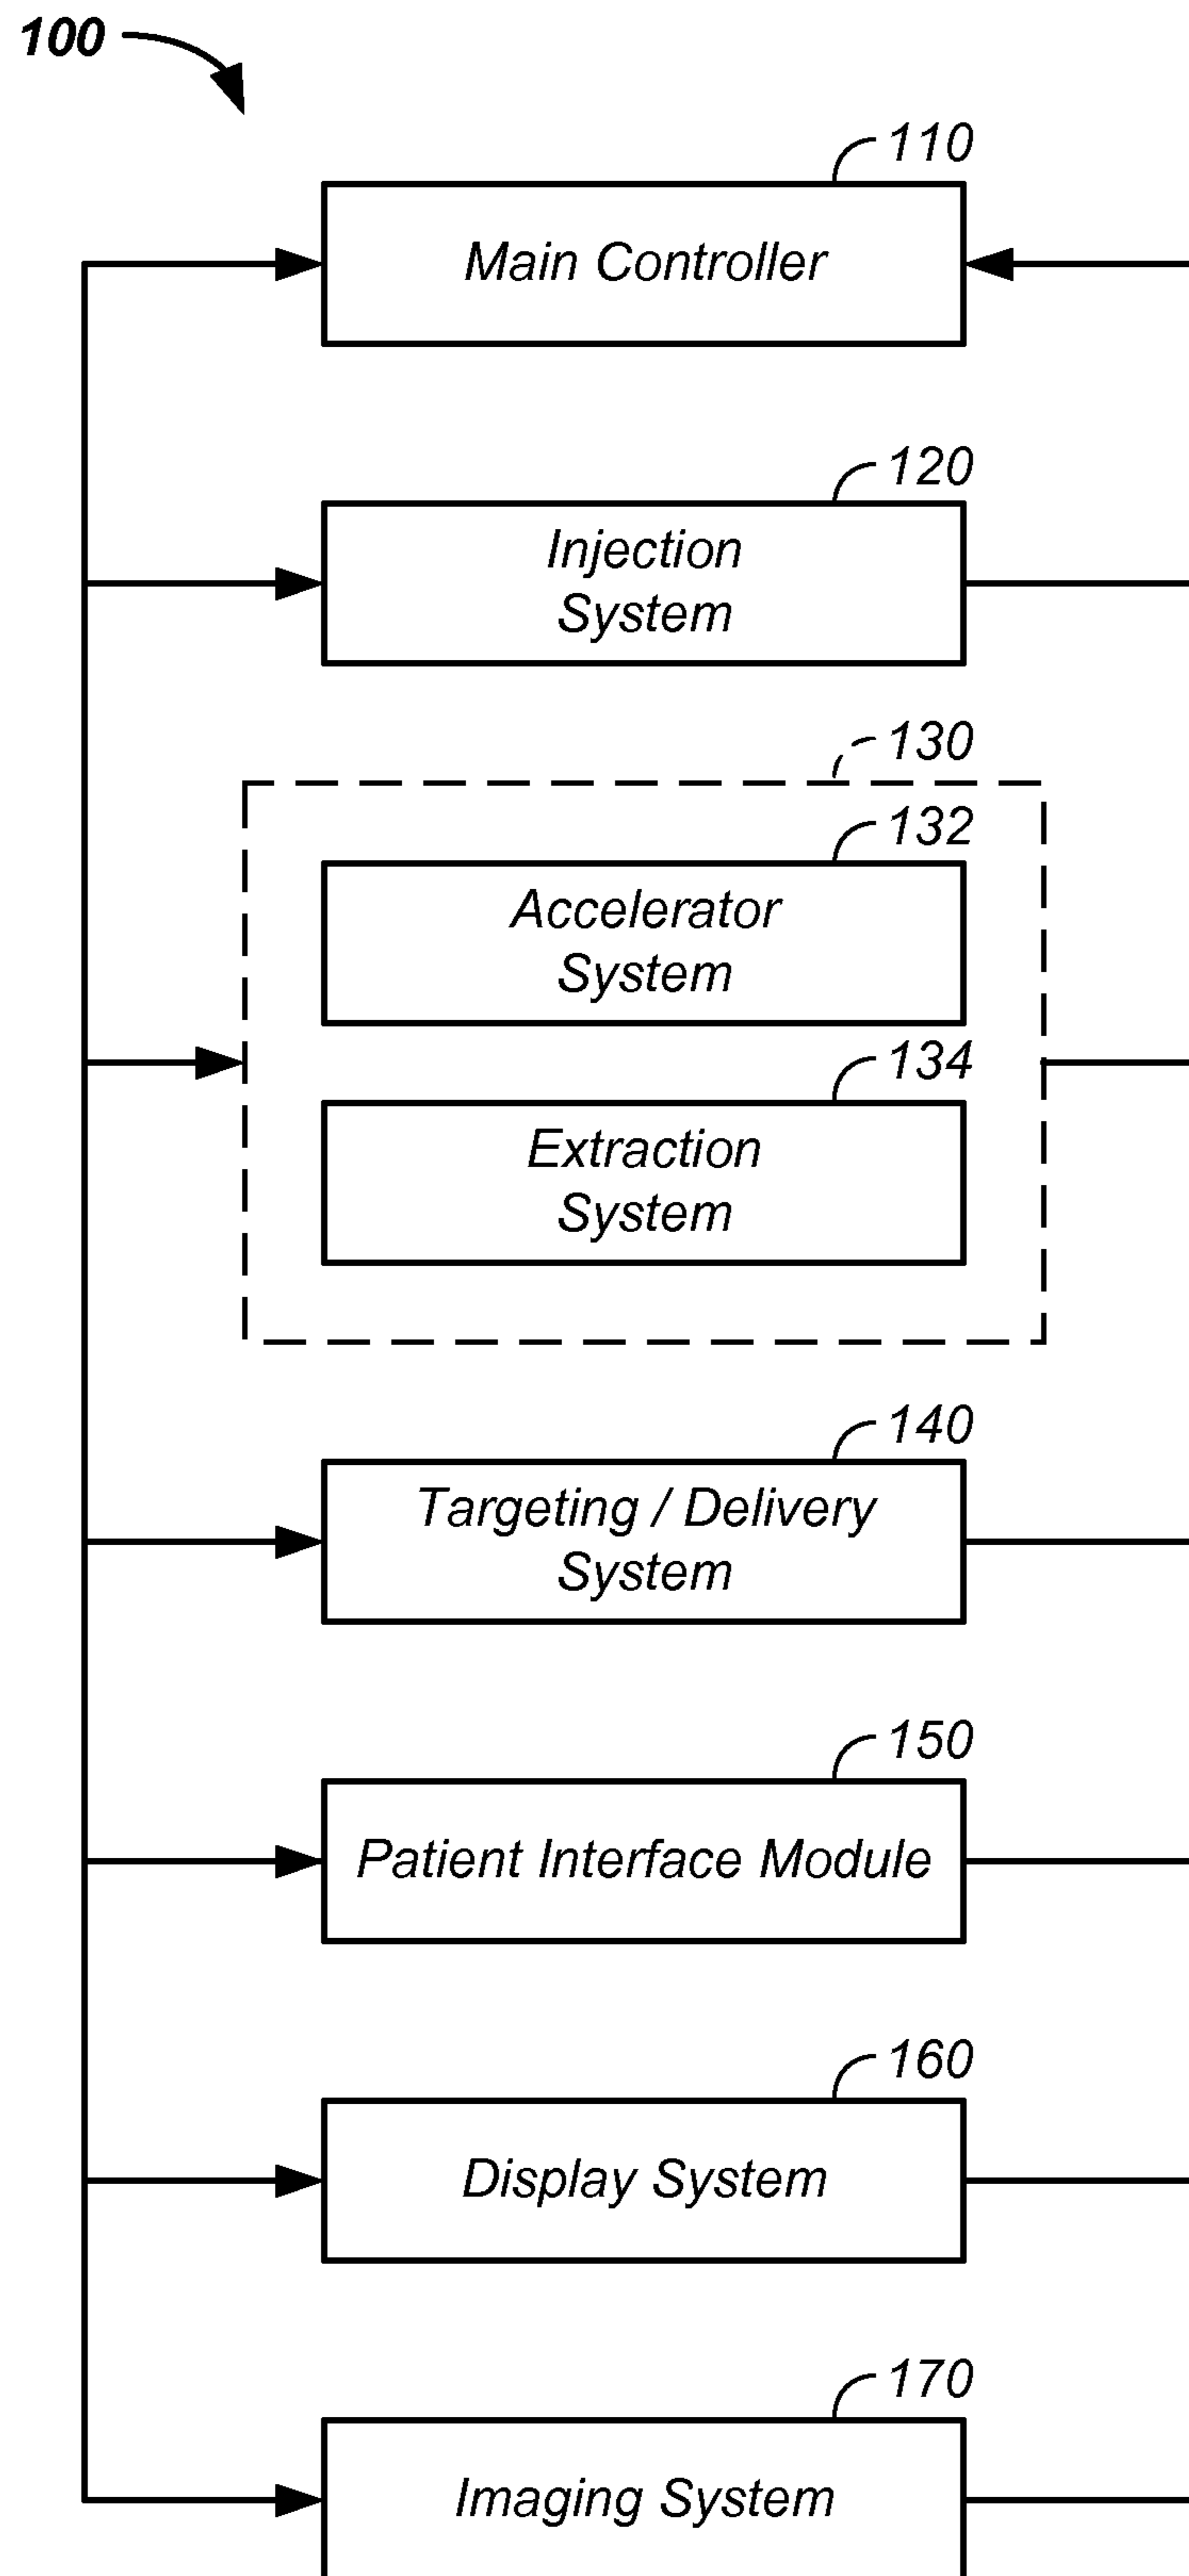 100
110
Main Controller
120
Injection
System
130
132
Accelerator
System
134
Extraction
System
140
Targeting / Delivery
System
150
Patient Interface Module
160
Display System
170
Imaging System